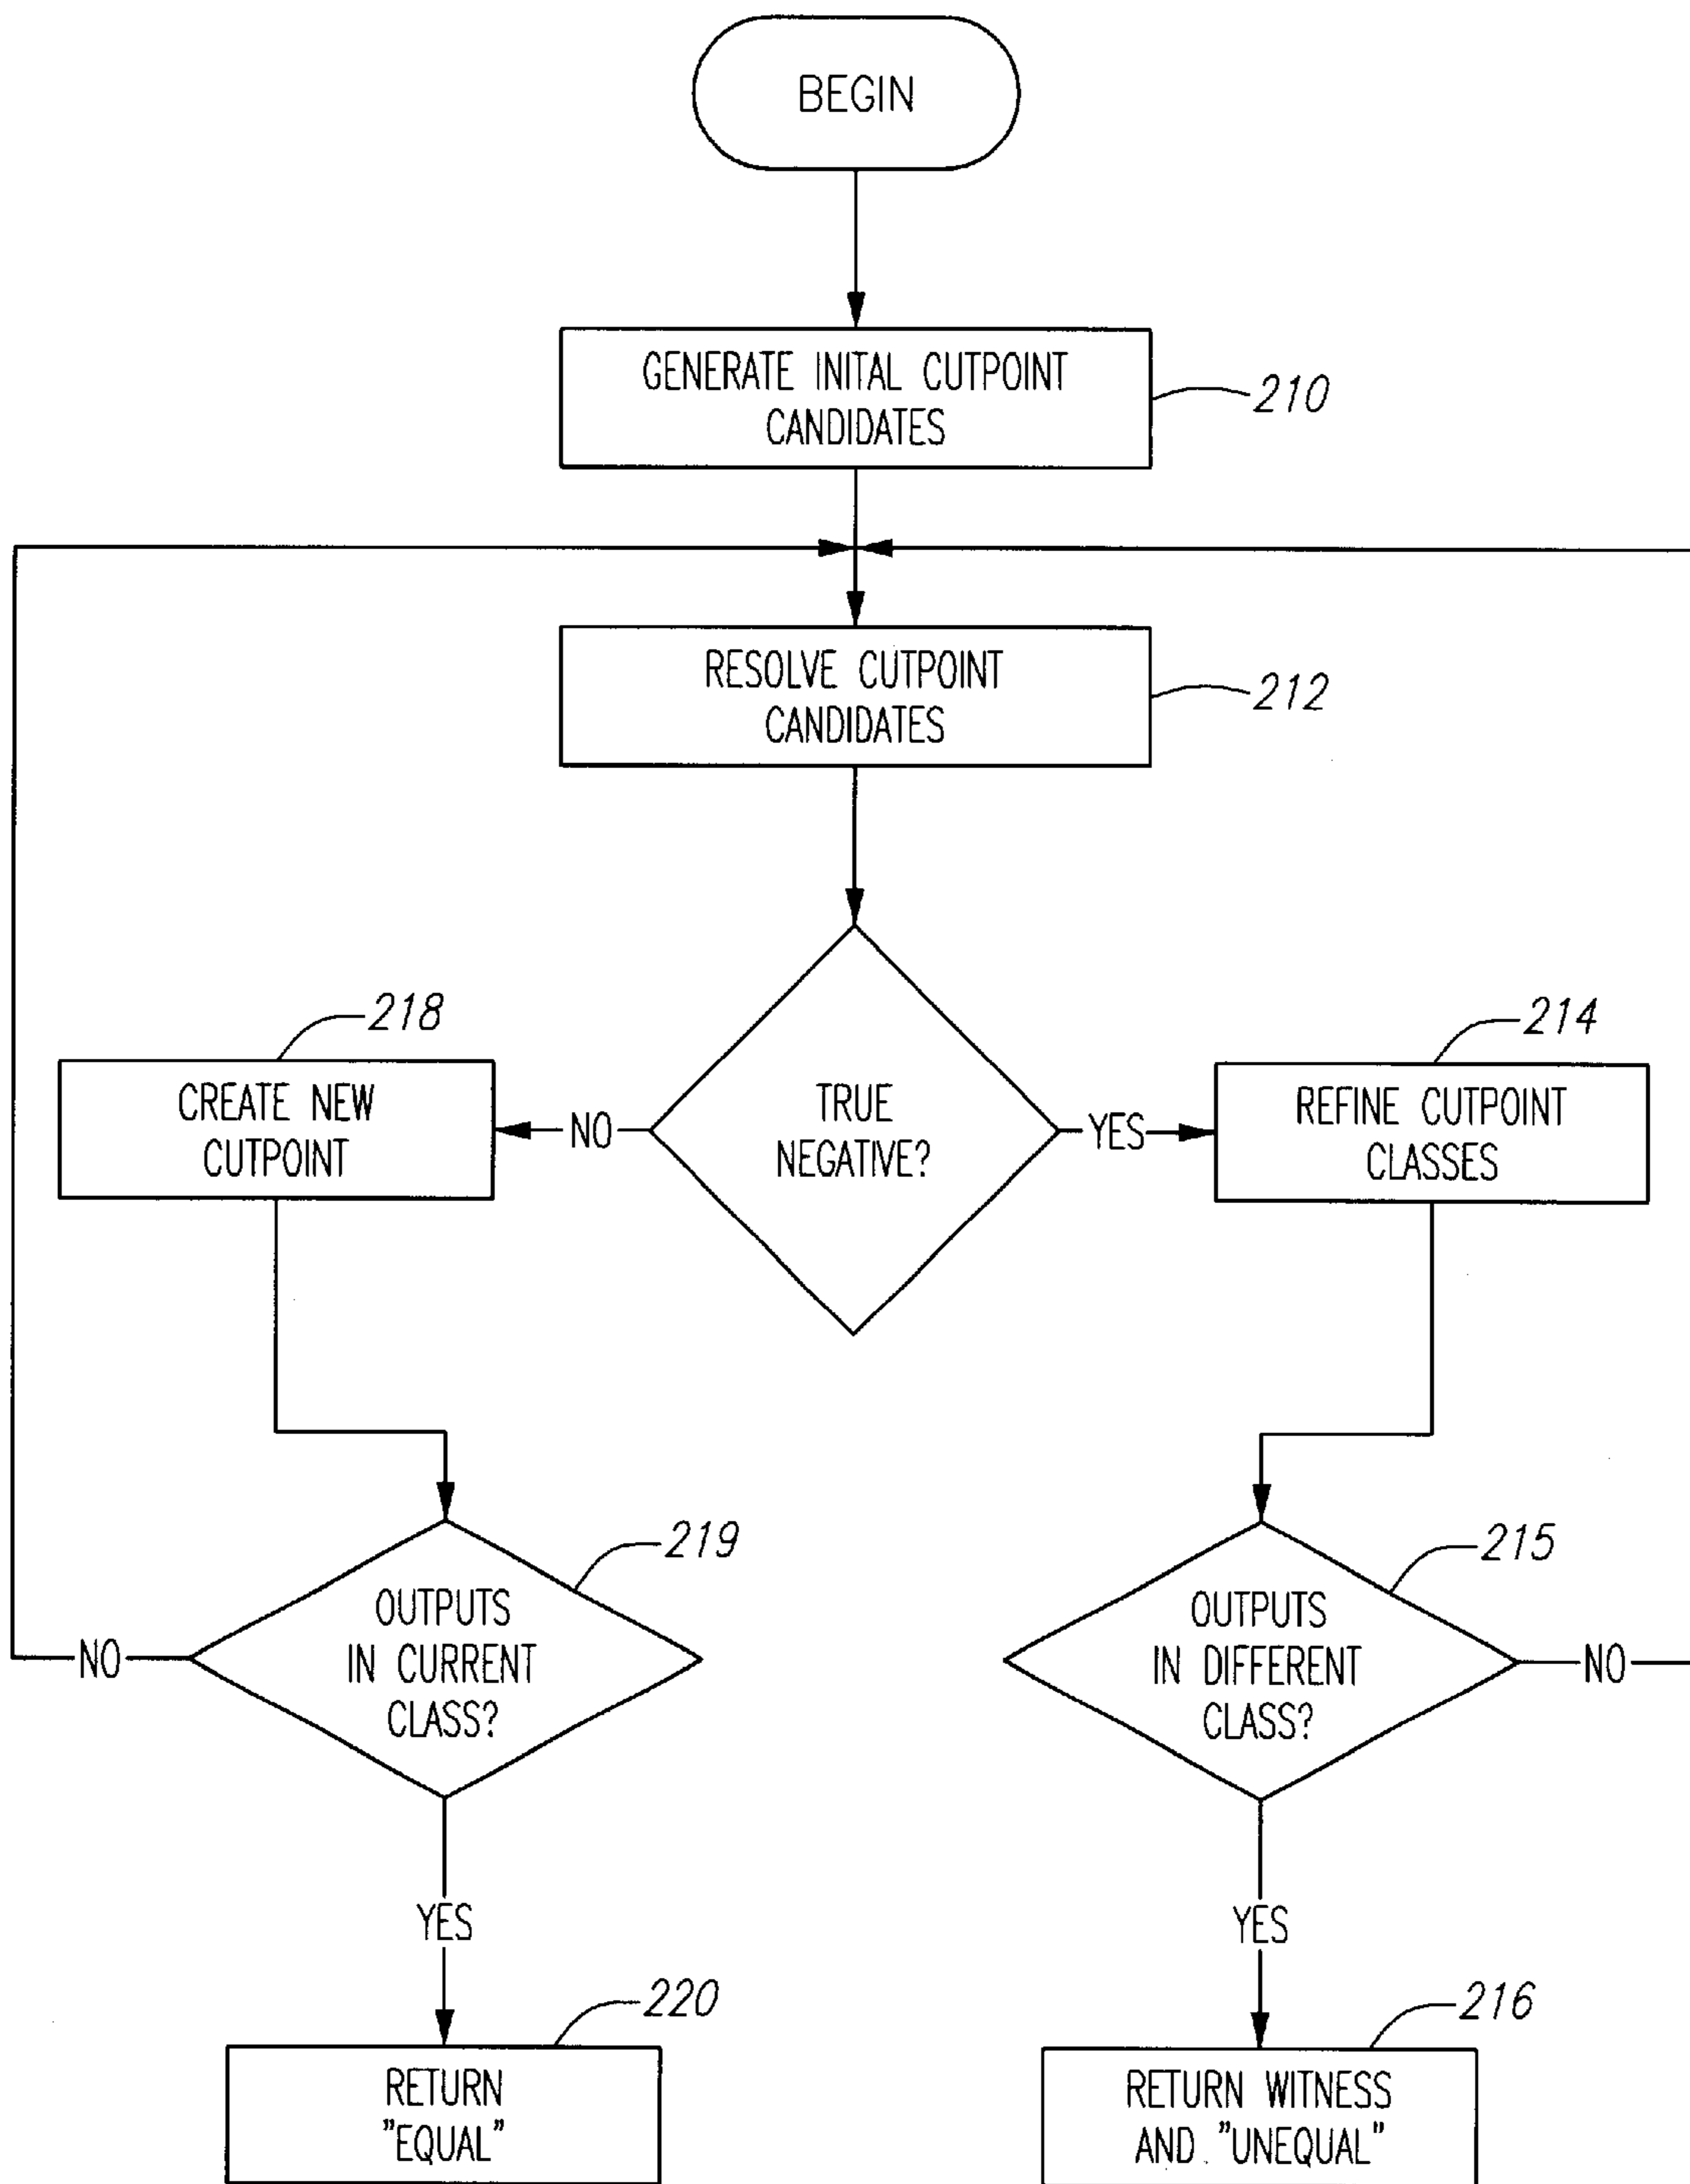 BEGIN
GENERATE INITAL CUTPOINT
CANDIDATES
210
RESOLVE CUTPOINT
CANDIDATES
212
TRUE
NEGATIVE?
NO
YES
218
CREATE NEW
CUTPOINT
214
REFINE CUTPOINT
CLASSES
219
OUTPUTS
IN CURRENT
CLASS?
NO
YES
215
OUTPUTS
IN DIFFERENT
CLASS?
NO
YES
220
RETURN
"EQUAL"
216
RETURN WITNESS
AND "UNEQUAL"